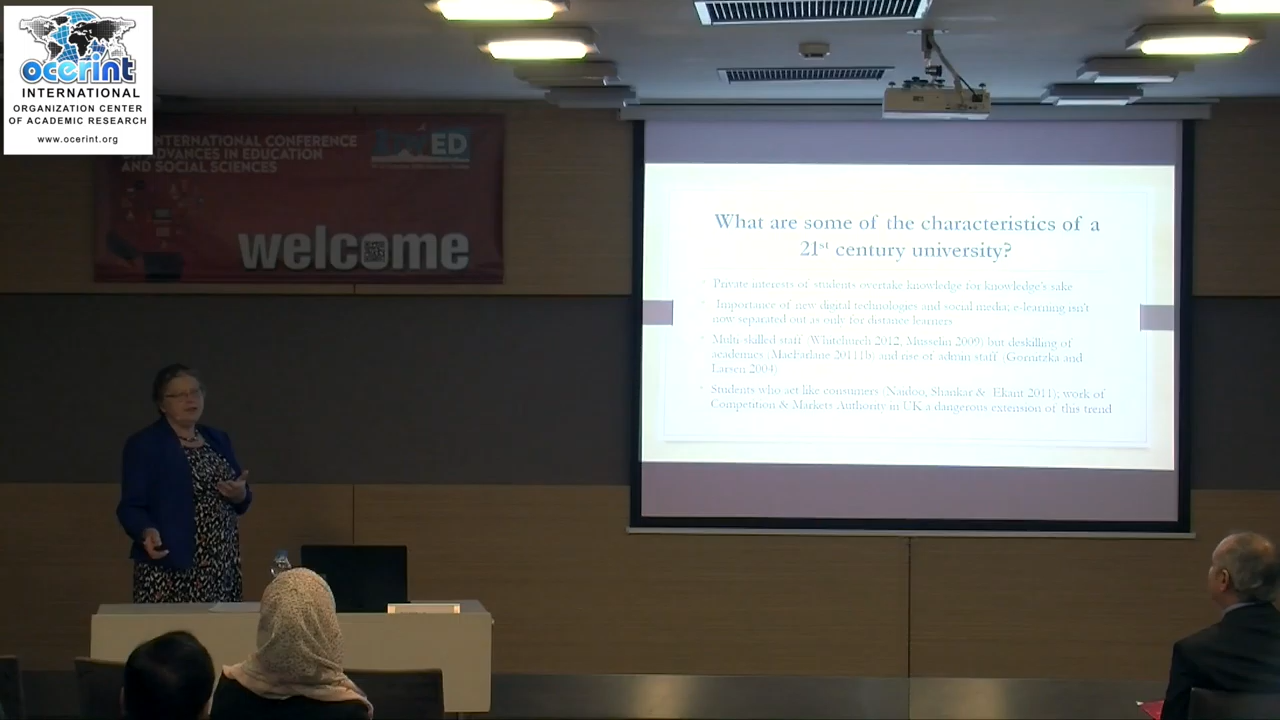 ocerint
INTERNATIONAL
ORGANIZATION CENTER
OF ACADEMIC RESEARCH
www.ocerint.org
INTERNATIONAL CONFERENCE
ON ADVANCES IN EDUCATION
AND SOCIAL SCIENCES
ED
welcome
What are some of the characteristics of a
21st century university?
Private interests of students overtake knowledge for knowledge's sake
Importance of new digital technologies and social media; e-learning isn't
now separated out as only for distance learners
Multi-skilled staff (Whitchurch 2012, Musselin 2009) but deskilling of
academics (MacFarlane 2011b) and rise of admin staff (Gornitzka and
Larsen 2004)
Students who act like consumers (Naidoo, Shankar & Ekant 2011); work of
Competition & Markets Authority in UK a dangerous extension of this trend